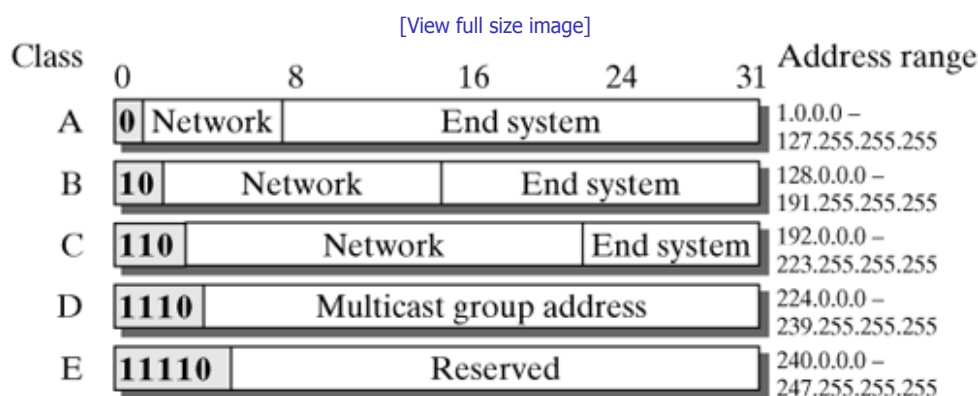 [View full size image]
Class 0 8 16 24 31 Address range
A 0 Network End system 1.0.0.0 –
127.255.255.255
B 10 Network End system 128.0.0.0 –
191.255.255.255
C 110 Network End system 192.0.0.0 –
223.255.255.255
D 1110 Multicast group address 224.0.0.0 –
239.255.255.255
E 11110 Reserved 240.0.0.0 –
247.255.255.255